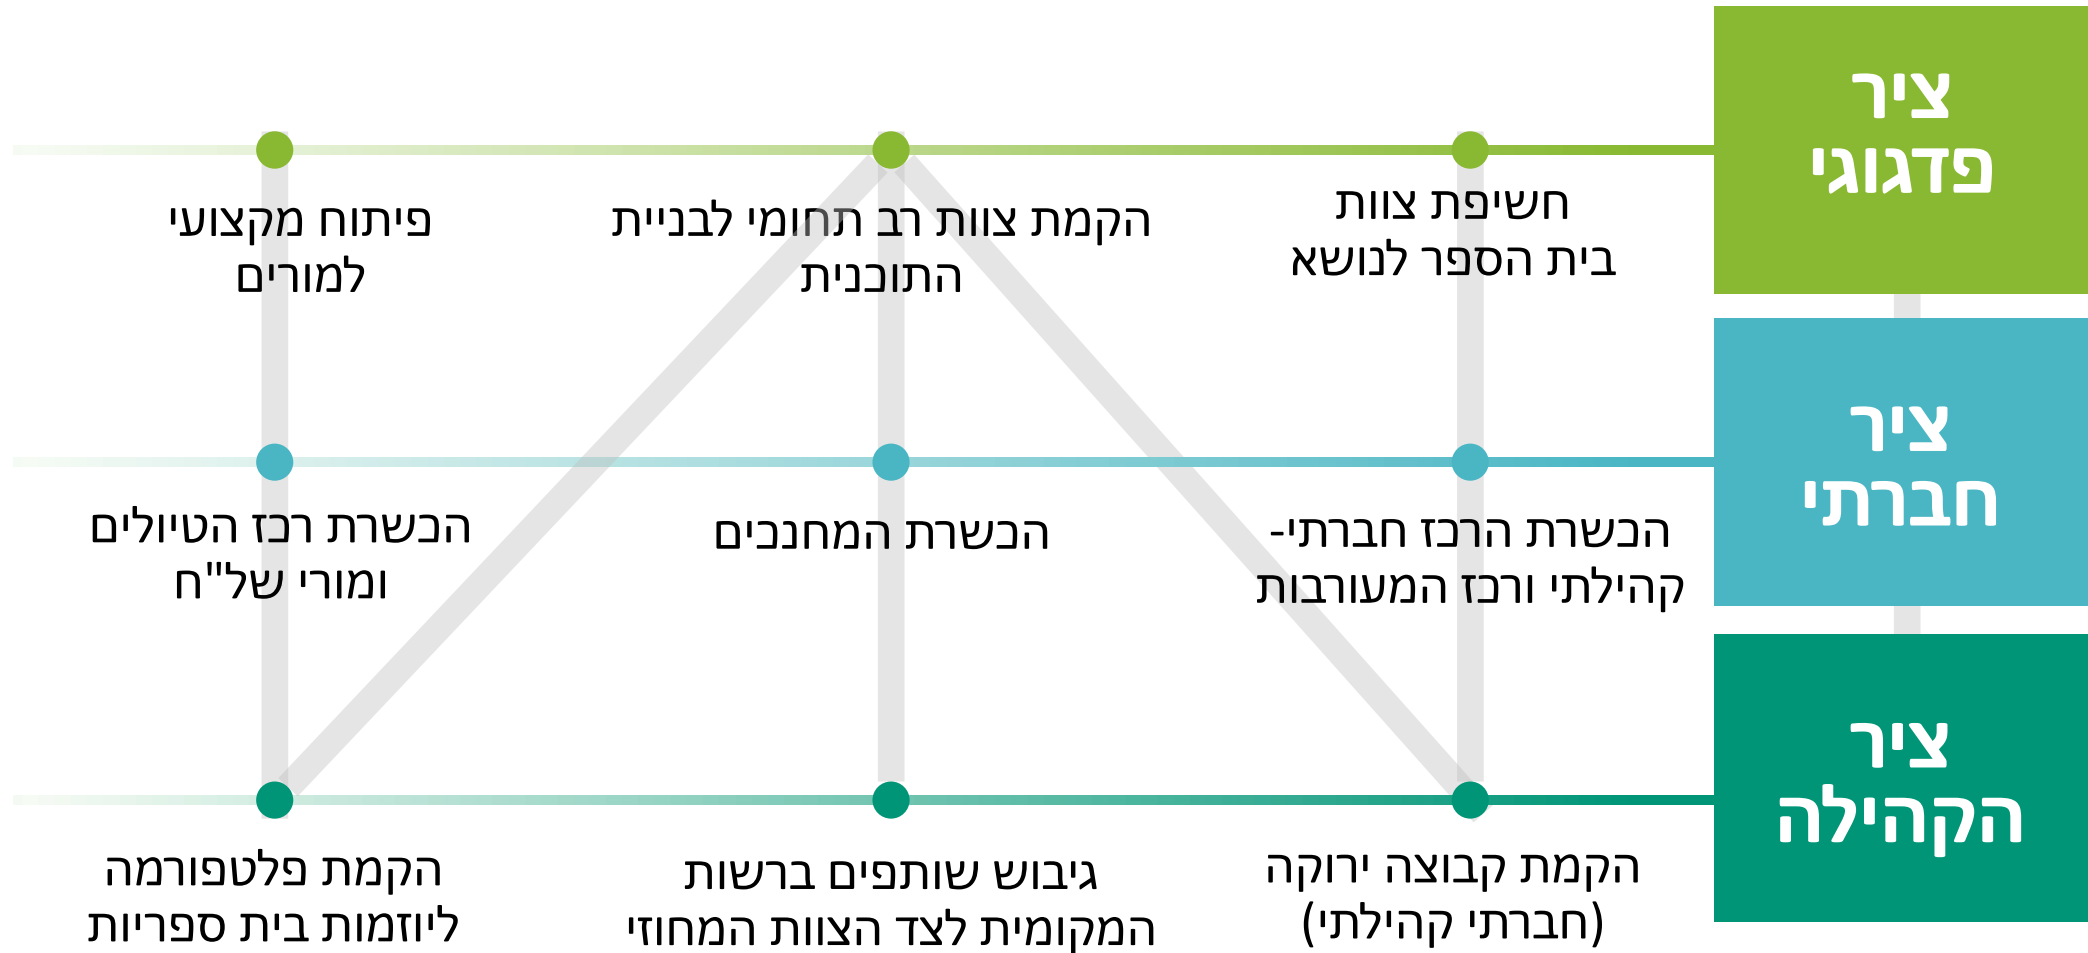 ציר
פדגוגי
חשיפת צוות
בית הספר לנושא
הקמת צוות רב תחומי לבניית
התוכנית
פיתוח מקצועי
למורים
ציר
חברתי
הכשרת הרכז חברתי-
קהילתי ורכז המעורבות
הכשרת המחנכים
הכשרת רכז הטיולים
ומורי של"ח
ציר
הקהילה
הקמת קבוצה ירוקה
(חברתי קהילתי)
גיבוש שותפים ברשות
המקומית לצד הצוות המחוזי
הקמת פלטפורמה
ליוזמות בית ספריות